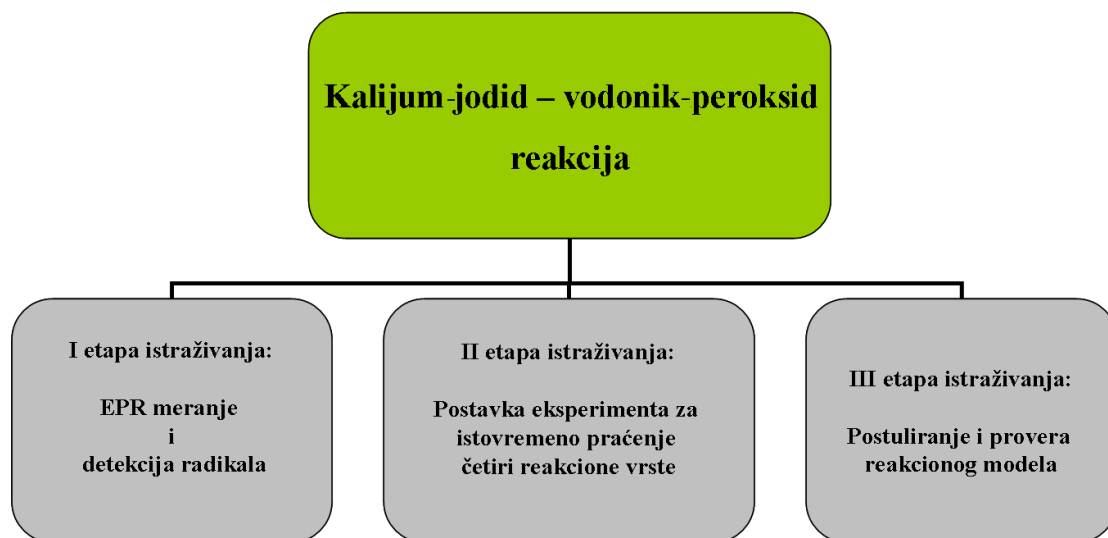 Kalijum-jodid – vodonik-peroksid
reakcija
I etapa istraživanja:
EPR meranje
i
detekcija radikala
II etapa istraživanja:
Postavka eksperimenta za
istovremeno praćenje
četiri reakcione vrste
III etapa istraživanja:
Postuliranje i provera
reakcionog modela